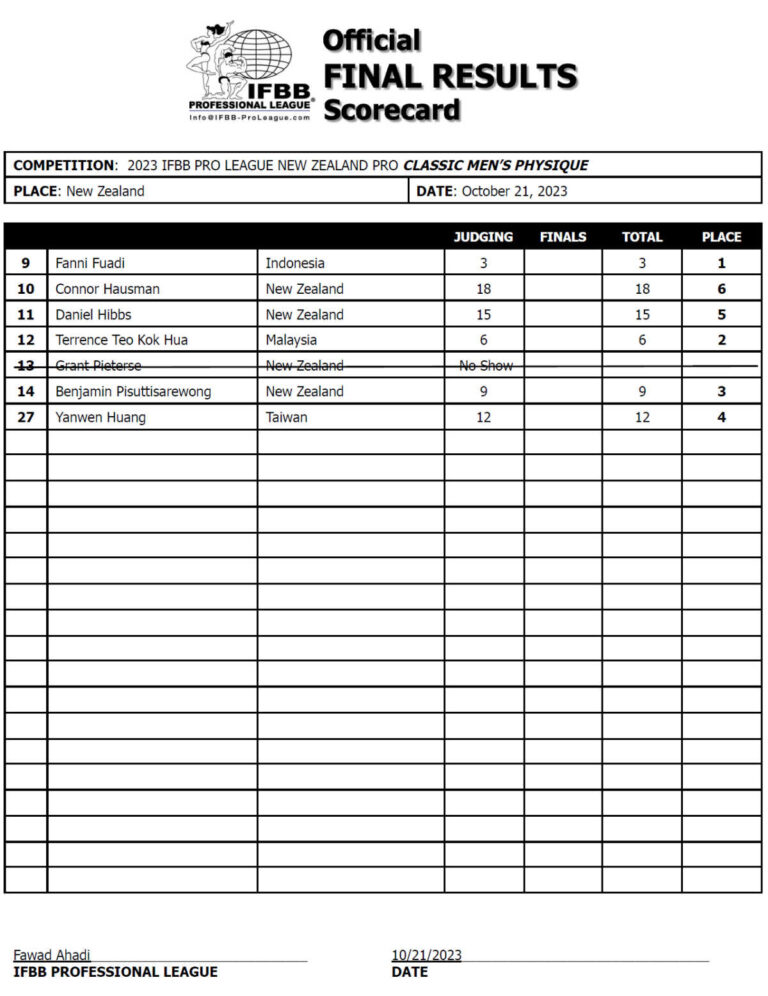 Official
FINAL RESULTS
Scorecard
IFBB
PROFESSIONAL LEAGUE®
Info@IFBB-ProLeague.com
COMPETITION: 2023 IFBB PRO LEAGUE NEW ZEALAND PRO CLASSIC MEN'S PHYSIQUE
PLACE: New Zealand DATE: October 21, 2023
JUDGING FINALS TOTAL PLACE
9 Fanni Fuadi Indonesia 3 3 1
10 Connor Hausman New Zealand 18 18 6
11 Daniel Hibbs New Zealand 15 15 5
12 Terrence Teo Kok Hua Malaysia 6 6 2
13 Grant Pieterse New Zealand No Show
14 Benjamin Pisuttisarewong New Zealand 9 9 3
27 Yanwen Huang Taiwan 12 12 4
Fawad Ahadi 10/21/2023
IFBB PROFESSIONAL LEAGUE DATE